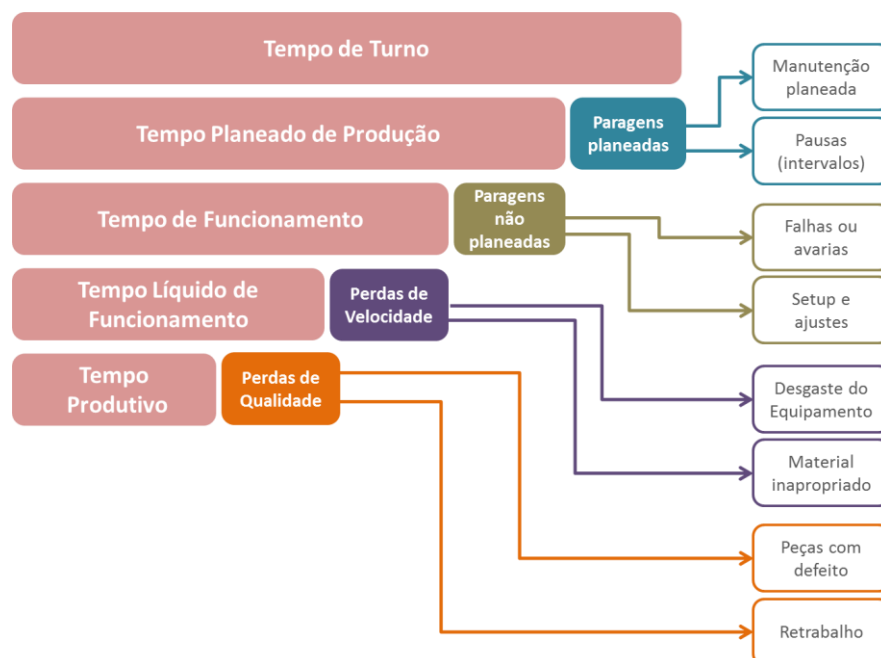 Tempo de Turno
Manutenção
planeada
Tempo Planeado de Produção
Paragens
planeadas
Pausas
(intervalos)
Tempo de Funcionamento
Paragens
não
planeadas
Falhas ou
avarias
Tempo Líquido de
Funcionamento
Perdas de
Velocidade
Setup e
ajustes
Tempo
Produtivo
Perdas de
Qualidade
Desgaste do
Equipamento
Material
inapropriado
Peças com
defeito
Retrabalho